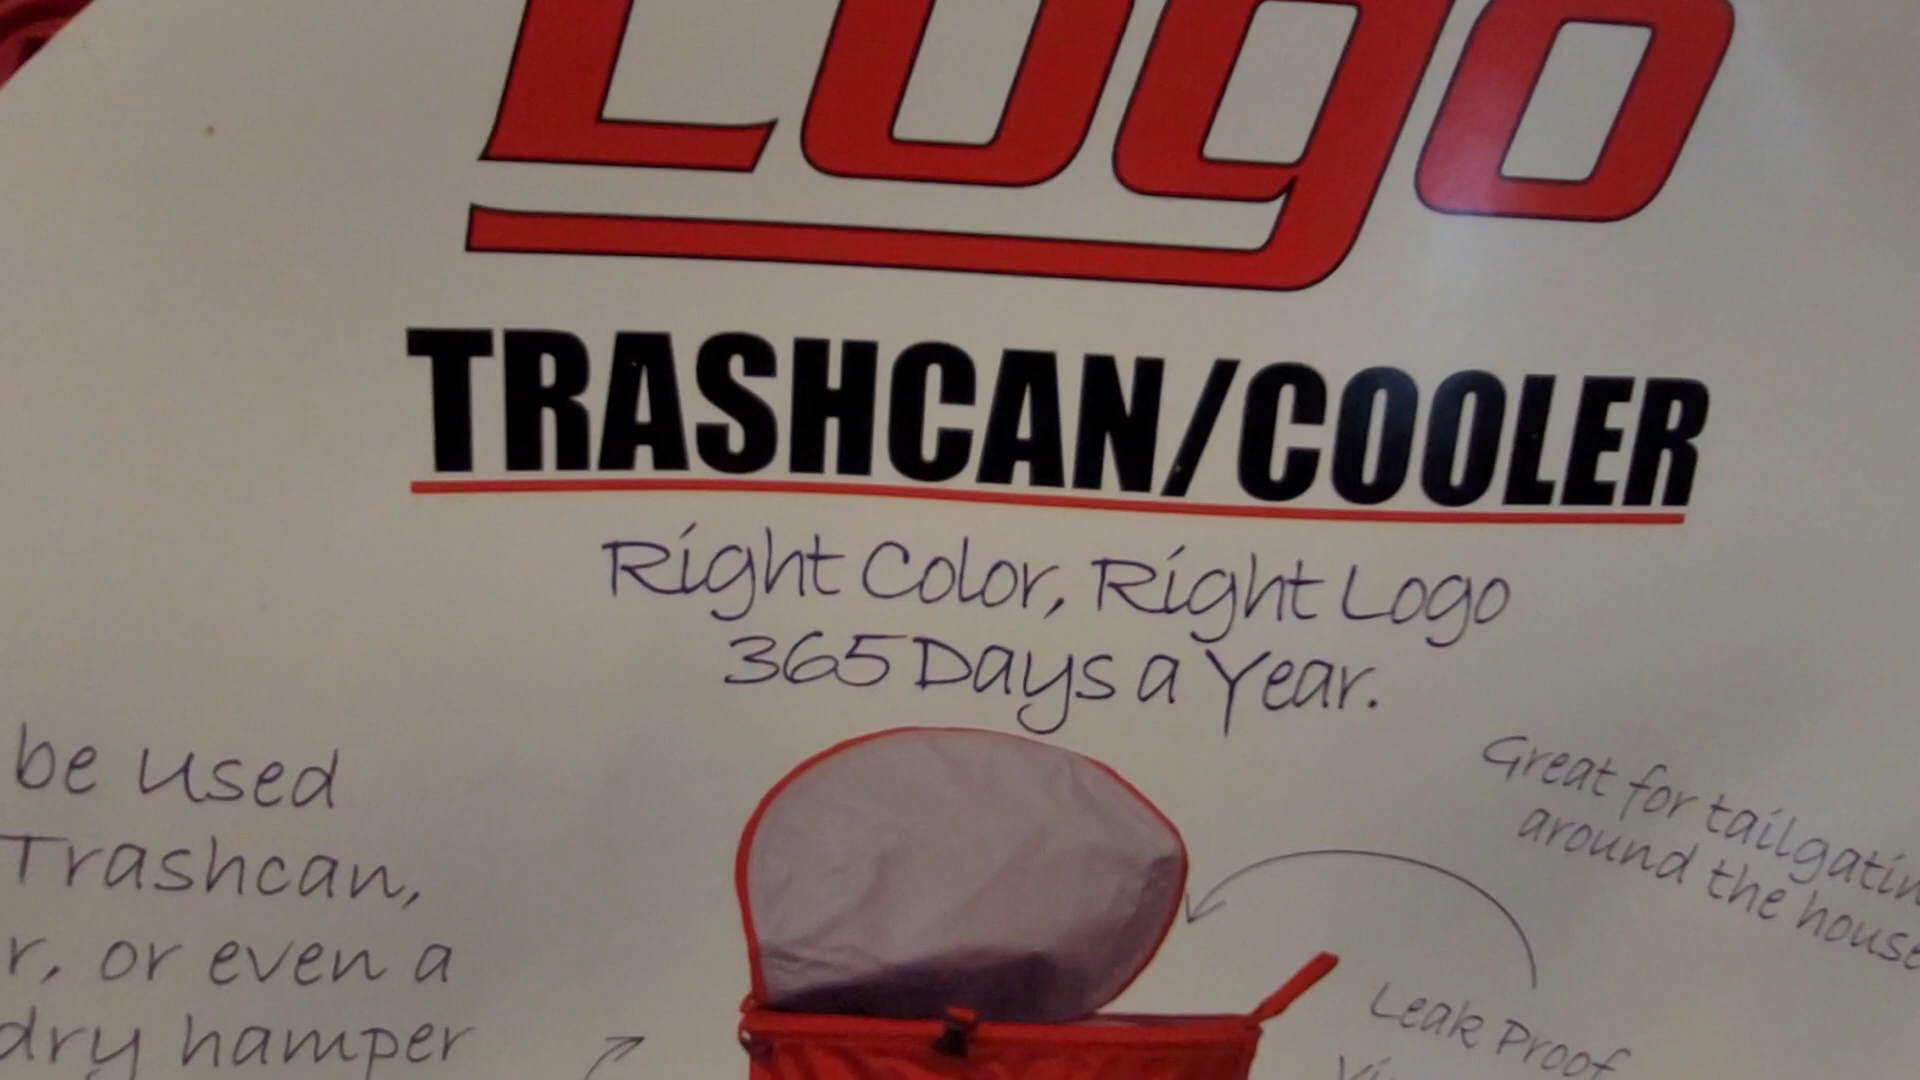 Logo
TRASHCAN/COOLER
Right Color, Right Logo
365 Days a Year.
be used
Trashcan,
r, or even a
dry hamper
Great for
around the house
Leak Proof